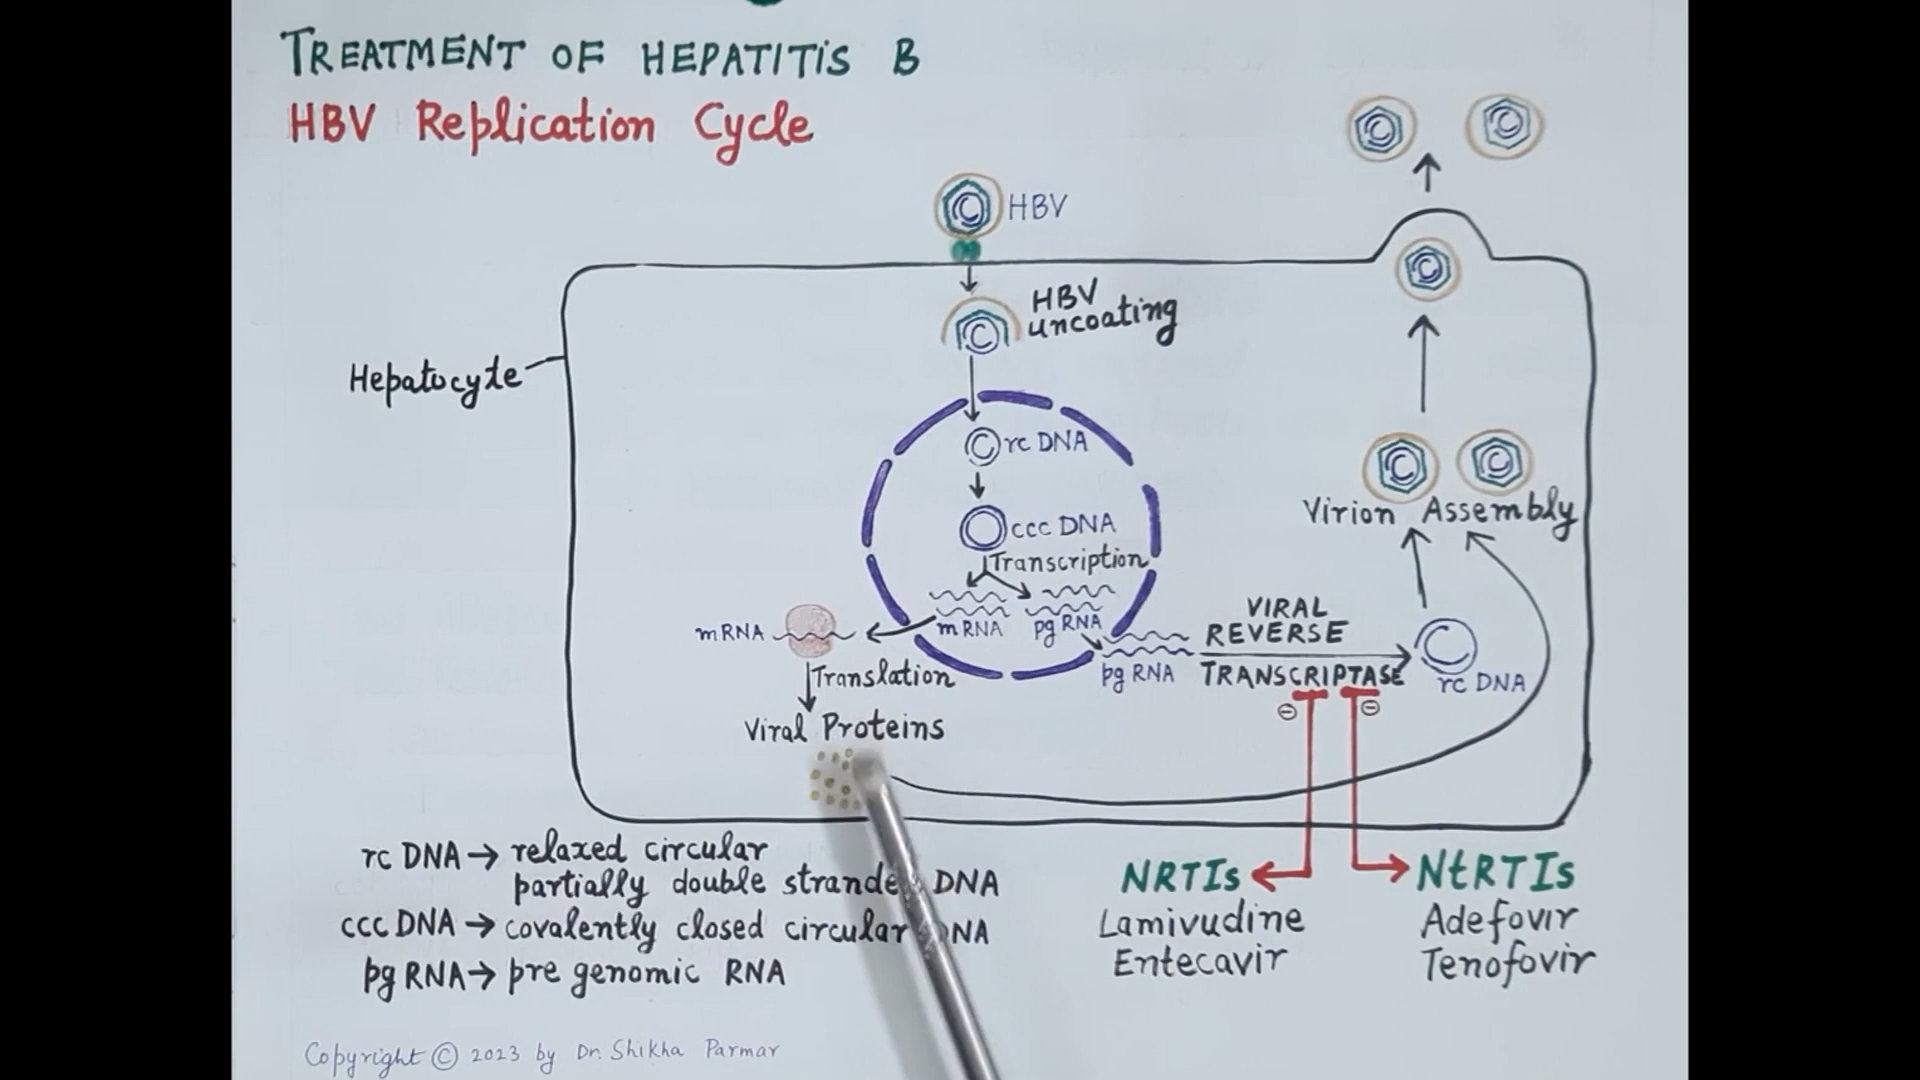 TREATMENT OF HEPATITIS B
HBV Replication Cycle
HBV
HBV
uncoating
Hepatocyte
rc DNA
ccc DNA
Transcription
mRNA
pg RNA
mRNA
Translation
Viral Proteins
pg RNA
VIRAL
REVERSE
TRANSCRIPTASE
rc DNA
Virion Assembly
rc DNA → relaxed circular
partially double strande DNA
ccc DNA → covalently closed circular DNA
pg RNA → pre genomic RNA
NRTIs
Lamivudine
Entecavir
NtRTIs
Adefovir
Tenofovir
Copyright © 2023 by Dr. Shikha Parmar